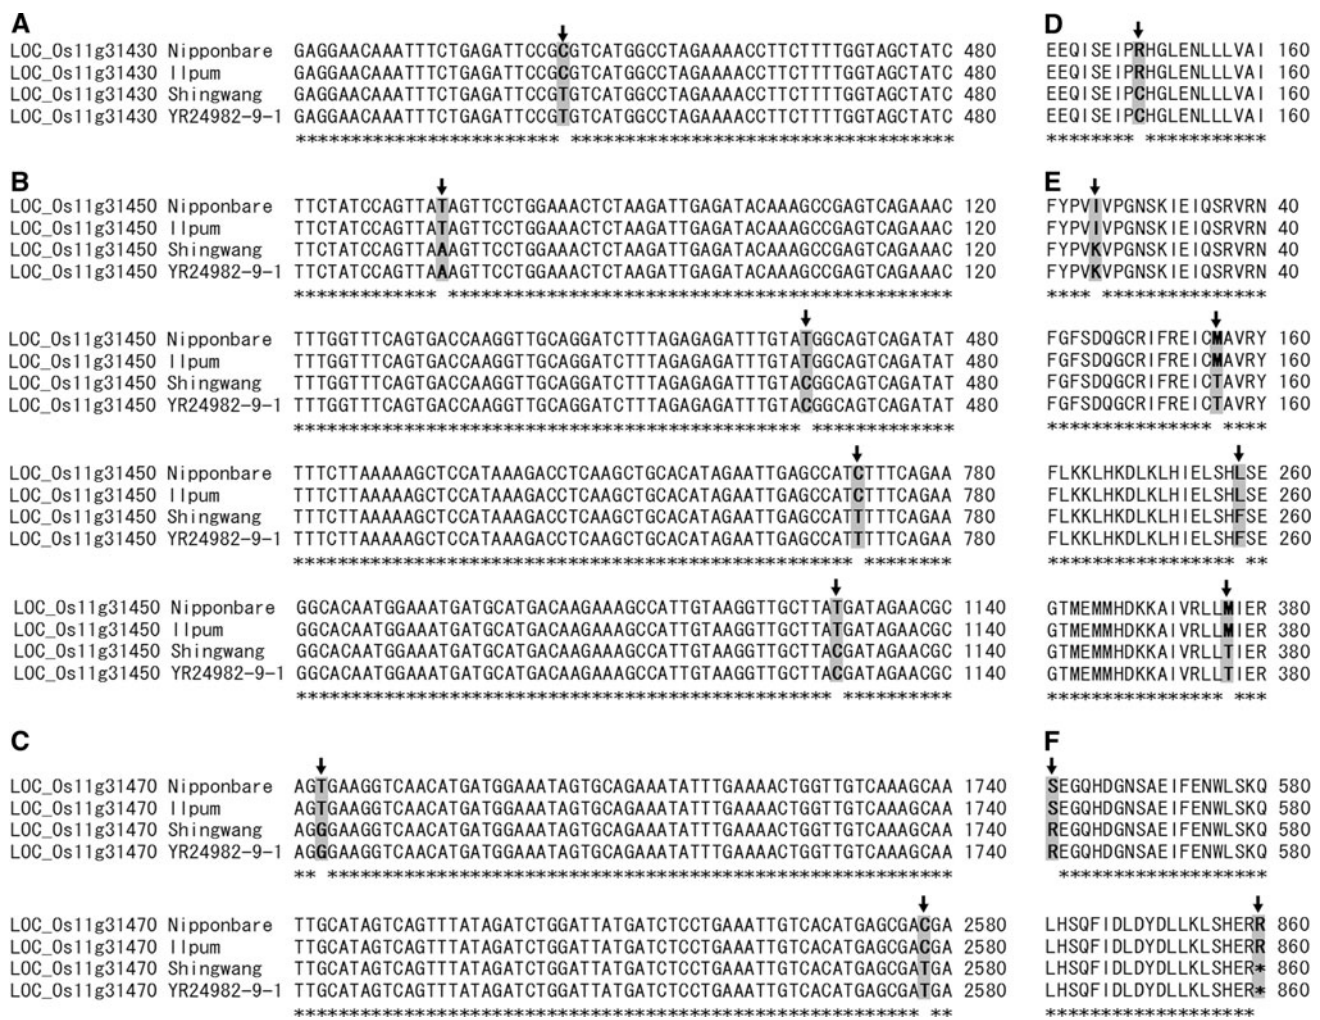 A
LOC_Os11g31430 Nipponbare GAGGAACAAATTTCTGAGATTCCGCGTCATGGCCTAGAAAACCTTCTTTTGGTAGCTATC 480
LOC_Os11g31430 Ilpum GAGGAACAAATTTCTGAGATTCCGCGTCATGGCCTAGAAAACCTTCTTTTGGTAGCTATC 480
LOC_Os11g31430 Shingwang GAGGAACAAATTTCTGAGATTCCGTGTCATGGCCTAGAAAACCTTCTTTTGGTAGCTATC 480
LOC_Os11g31430 YR24982-9-1 GAGGAACAAATTTCTGAGATTCCGTGTCATGGCCTAGAAAACCTTCTTTTGGTAGCTATC 480
************************ ***********************************
D
EEQISEIPRHGLENLLLVAI 160
EEQISEIPRHGLENLLLVAI 160
EEQISEIPCHGLENLLLVAI 160
EEQISEIPCHGLENLLLVAI 160
******** ***********
B
LOC_Os11g31450 Nipponbare TTCTATCCAGTTATAGTTCCTGGAAACTCTAAGATTGAGATACAAAGCCGAGTCAGAAAC 120
LOC_Os11g31450 Ilpum TTCTATCCAGTTATAGTTCCTGGAAACTCTAAGATTGAGATACAAAGCCGAGTCAGAAAC 120
LOC_Os11g31450 Shingwang TTCTATCCAGTTAAAGTTCCTGGAAACTCTAAGATTGAGATACAAAGCCGAGTCAGAAAC 120
LOC_Os11g31450 YR24982-9-1 TTCTATCCAGTTAAAGTTCCTGGAAACTCTAAGATTGAGATACAAAGCCGAGTCAGAAAC 120
************* **********************************************
LOC_Os11g31450 Nipponbare TTTGGTTTCAGTGACCAAGGTTGCAGGATCTTTAGAGAGATTTGTATGGCAGTCAGATAT 480
LOC_Os11g31450 Ilpum TTTGGTTTCAGTGACCAAGGTTGCAGGATCTTTAGAGAGATTTGTATGGCAGTCAGATAT 480
LOC_Os11g31450 Shingwang TTTGGTTTCAGTGACCAAGGTTGCAGGATCTTTAGAGAGATTTGTACGGCAGTCAGATAT 480
LOC_Os11g31450 YR24982-9-1 TTTGGTTTCAGTGACCAAGGTTGCAGGATCTTTAGAGAGATTTGTACGGCAGTCAGATAT 480
********************************************** *************
LOC_Os11g31450 Nipponbare TTTCTTAAAAAGCTCCATAAAGACCTCAAGCTGCACATAGAATTGAGCCATCTTTCAGAA 780
LOC_Os11g31450 Ilpum TTTCTTAAAAAGCTCCATAAAGACCTCAAGCTGCACATAGAATTGAGCCATCTTTCAGAA 780
LOC_Os11g31450 Shingwang TTTCTTAAAAAGCTCCATAAAGACCTCAAGCTGCACATAGAATTGAGCCATTTTTCAGAA 780
LOC_Os11g31450 YR24982-9-1 TTTCTTAAAAAGCTCCATAAAGACCTCAAGCTGCACATAGAATTGAGCCATTTTTCAGAA 780
*************************************************** ********
LOC_Os11g31450 Nipponbare GGCACAATGGAAATGATGCATGACAAGAAAGCCATTGTAAGGTTGCTTATGATAGAACGC 1140
LOC_Os11g31450 Ilpum GGCACAATGGAAATGATGCATGACAAGAAAGCCATTGTAAGGTTGCTTATGATAGAACGC 1140
LOC_Os11g31450 Shingwang GGCACAATGGAAATGATGCATGACAAGAAAGCCATTGTAAGGTTGCTTACGATAGAACGC 1140
LOC_Os11g31450 YR24982-9-1 GGCACAATGGAAATGATGCATGACAAGAAAGCCATTGTAAGGTTGCTTACGATAGAACGC 1140
************************************************* **********
E
FYPVIVPGNSKIEIQSRVRN 40
FYPVIVPGNSKIEIQSRVRN 40
FYPVKVPGNSKIEIQSRVRN 40
FYPVKVPGNSKIEIQSRVRN 40
**** ***************
FGFSDQGCRIFREICMAVRY 160
FGFSDQGCRIFREICMAVRY 160
FGFSDQGCRIFREICTAVRY 160
FGFSDQGCRIFREICTAVRY 160
*************** ****
FLKKLHKDLKLHIELSHLSE 260
FLKKLHKDLKLHIELSHLSE 260
FLKKLHKDLKLHIELSHFSE 260
FLKKLHKDLKLHIELSHFSE 260
***************** **
GTMEMMHDKKAIVRLLMIER 380
GTMEMMHDKKAIVRLLMIER 380
GTMEMMHDKKAIVRLLTIER 380
GTMEMMHDKKAIVRLLTIER 380
**************** ***
C
LOC_Os11g31470 Nipponbare AGTGAAGGTCAACATGATGGAAATAGTGCAGAAATATTTGAAAACTGGTTGTCAAAGCAA 1740
LOC_Os11g31470 Ilpum AGTGAAGGTCAACATGATGGAAATAGTGCAGAAATATTTGAAAACTGGTTGTCAAAGCAA 1740
LOC_Os11g31470 Shingwang AGGGAAGGTCAACATGATGGAAATAGTGCAGAAATATTTGAAAACTGGTTGTCAAAGCAA 1740
LOC_Os11g31470 YR24982-9-1 AGGGAAGGTCAACATGATGGAAATAGTGCAGAAATATTTGAAAACTGGTTGTCAAAGCAA 1740
** *********************************************************
LOC_Os11g31470 Nipponbare TTGCATAGTCAGTTTATAGATCTGGATTATGATCTCCTGAAATTGTCACATGAGCGACGA 2580
LOC_Os11g31470 Ilpum TTGCATAGTCAGTTTATAGATCTGGATTATGATCTCCTGAAATTGTCACATGAGCGACGA 2580
LOC_Os11g31470 Shingwang TTGCATAGTCAGTTTATAGATCTGGATTATGATCTCCTGAAATTGTCACATGAGCGATGA 2580
LOC_Os11g31470 YR24982-9-1 TTGCATAGTCAGTTTATAGATCTGGATTATGATCTCCTGAAATTGTCACATGAGCGATGA 2580
********************************************************* **
F
SEGQHDGNSAEIFENWLSKQ 580
SEGQHDGNSAEIFENWLSKQ 580
REGQHDGNSAEIFENWLSKQ 580
REGQHDGNSAEIFENWLSKQ 580
*******************
LHSQFIDLDYDLLKLSHERR 860
LHSQFIDLDYDLLKLSHERR 860
LHSQFIDLDYDLLKLSHER* 860
LHSQFIDLDYDLLKLSHER* 860
*******************